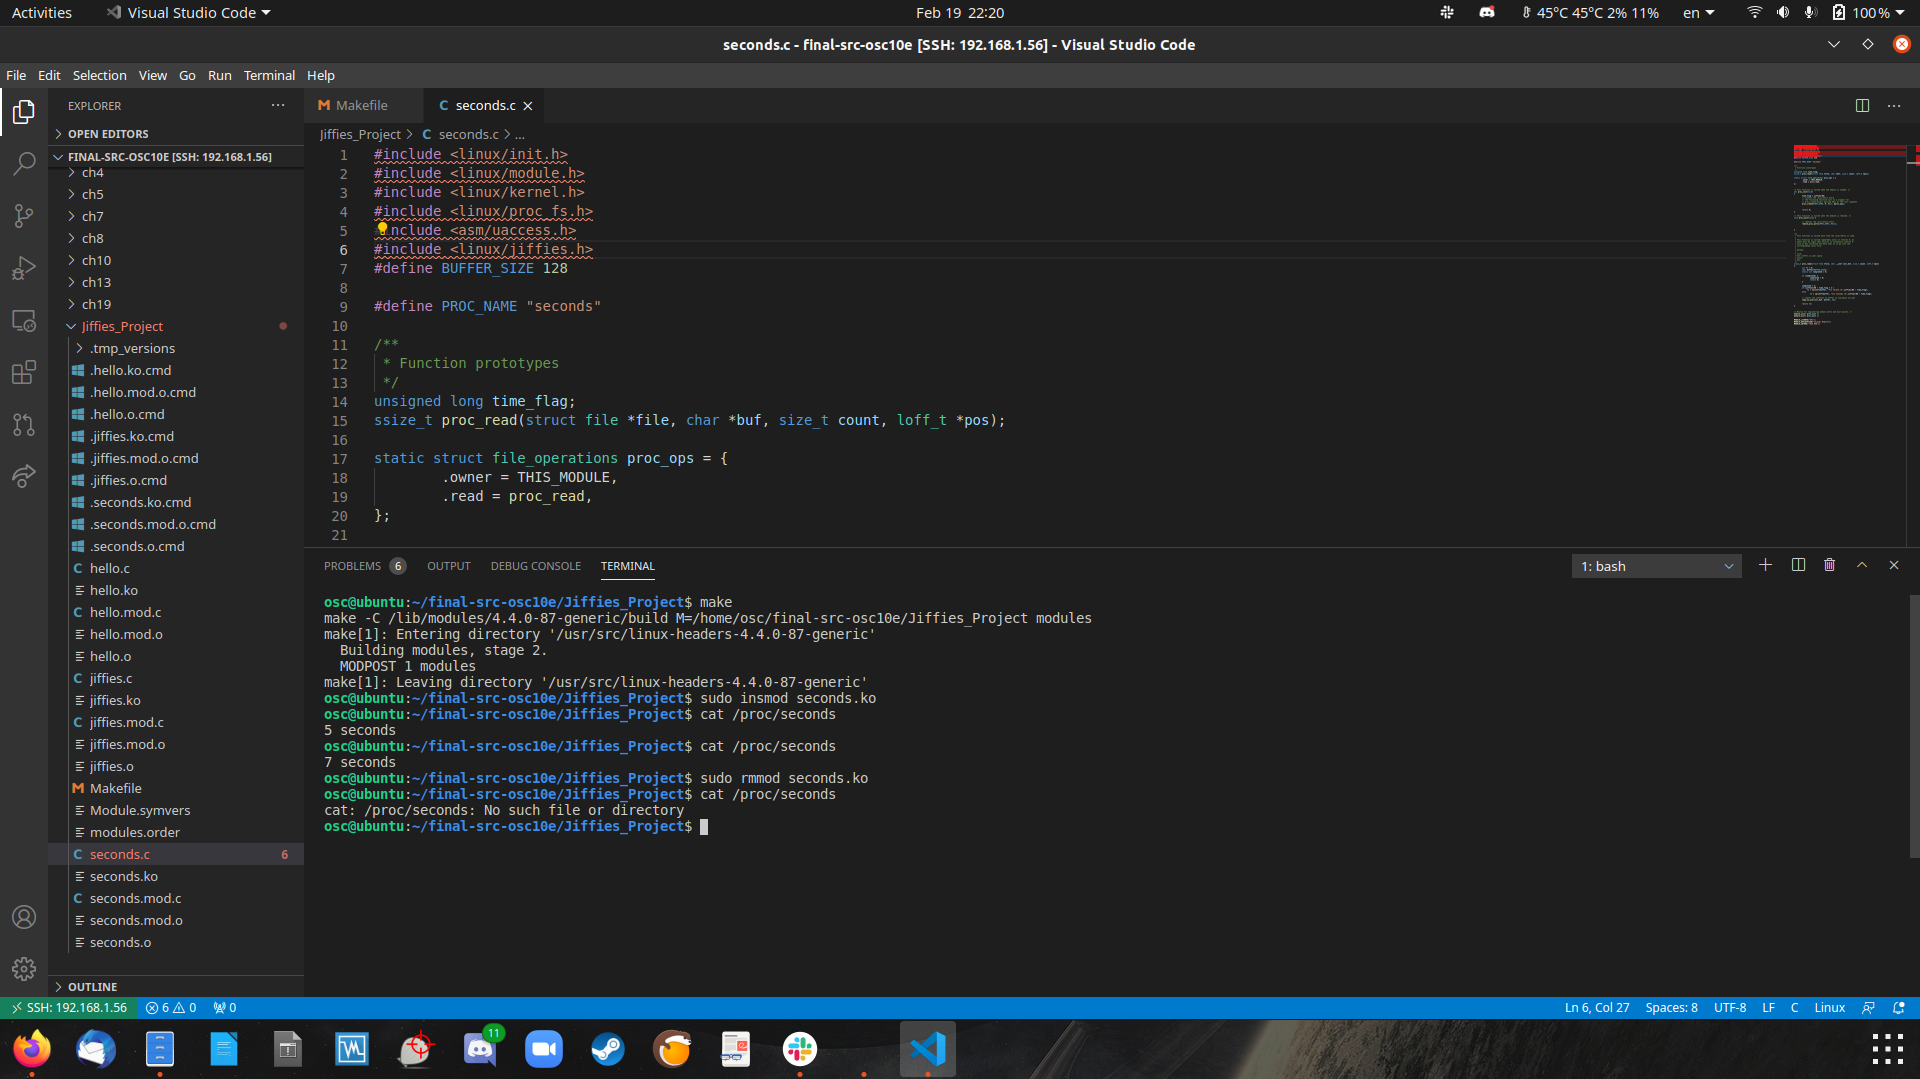 Activities
Visual Studio Code
Feb 19 22:20
45°C 45°C 2% 11%
en
100%
seconds.c - final-src-osc10e [SSH: 192.168.1.56] - Visual Studio Code
File Edit Selection View Go Run Terminal Help
EXPLORER
OPEN EDITORS
FINAL-SRC-OSC10E [SSH: 192.168.1.56]
ch4
ch5
ch7
ch8
ch10
ch13
ch19
Jiffies_Project
.tmp_versions
.hello.ko.cmd
.hello.mod.o.cmd
.hello.o.cmd
.jiffies.ko.cmd
.jiffies.mod.o.cmd
.jiffies.o.cmd
.seconds.ko.cmd
.seconds.mod.o.cmd
.seconds.o.cmd
hello.c
hello.ko
hello.mod.c
hello.mod.o
hello.o
jiffies.c
jiffies.ko
jiffies.mod.c
jiffies.mod.o
jiffies.o
Makefile
Module.symvers
modules.order
seconds.c 6
seconds.ko
seconds.mod.c
seconds.mod.o
seconds.o
OUTLINE
Makefile
seconds.c
Jiffies_Project > seconds.c > ...
1 #include <linux/init.h>
2 #include <linux/module.h>
3 #include <linux/kernel.h>
4 #include <linux/proc_fs.h>
5 #include <asm/uaccess.h>
6 #include <linux/jiffies.h>
7 #define BUFFER_SIZE 128
8
9 #define PROC_NAME "seconds"
10
11 /**
12  * Function prototypes
13  */
14 unsigned long time_flag;
15 ssize_t proc_read(struct file *file, char *buf, size_t count, loff_t *pos);
16
17 static struct file_operations proc_ops = {
18         .owner = THIS_MODULE,
19         .read = proc_read,
20 };
21
PROBLEMS 6 OUTPUT DEBUG CONSOLE TERMINAL
1: bash
osc@ubuntu:~/final-src-osc10e/Jiffies_Project$ make
make -C /lib/modules/4.4.0-87-generic/build M=/home/osc/final-src-osc10e/Jiffies_Project modules
make[1]: Entering directory '/usr/src/linux-headers-4.4.0-87-generic'
  Building modules, stage 2.
  MODPOST 1 modules
make[1]: Leaving directory '/usr/src/linux-headers-4.4.0-87-generic'
osc@ubuntu:~/final-src-osc10e/Jiffies_Project$ sudo insmod seconds.ko
osc@ubuntu:~/final-src-osc10e/Jiffies_Project$ cat /proc/seconds
5 seconds
osc@ubuntu:~/final-src-osc10e/Jiffies_Project$ cat /proc/seconds
7 seconds
osc@ubuntu:~/final-src-osc10e/Jiffies_Project$ sudo rmmod seconds.ko
osc@ubuntu:~/final-src-osc10e/Jiffies_Project$ cat /proc/seconds
cat: /proc/seconds: No such file or directory
osc@ubuntu:~/final-src-osc10e/Jiffies_Project$
SSH: 192.168.1.56
6 0
0
Ln 6, Col 27
Spaces: 8
UTF-8
LF
C
Linux
11